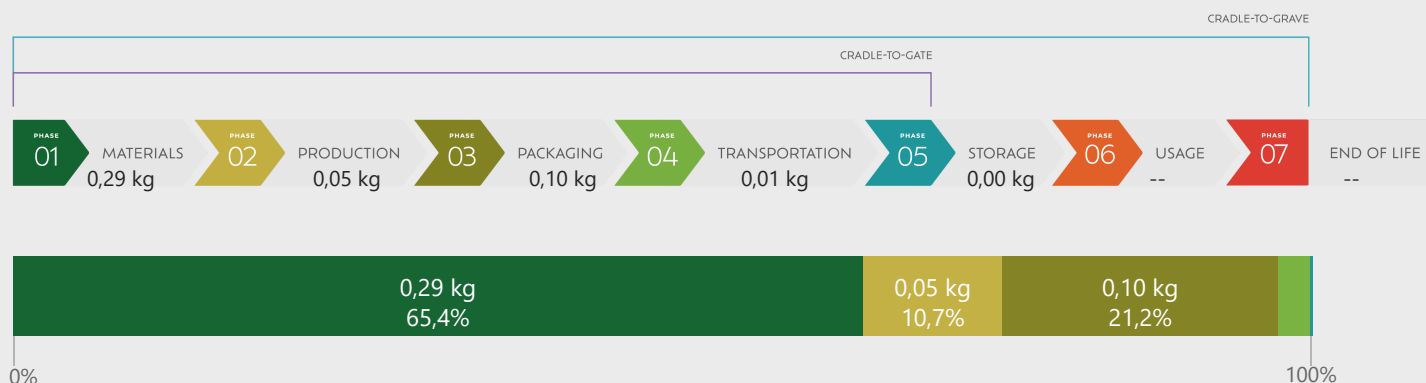 CRADLE-TO-GRAVE
CRADLE-TO-GATE
PHASE
01
MATERIALS
0,29 kg
PHASE
02
PRODUCTION
0,05 kg
PHASE
03
PACKAGING
0,10 kg
PHASE
04
TRANSPORTATION
0,01 kg
PHASE
05
STORAGE
0,00 kg
PHASE
06
USAGE
--
PHASE
07
END OF LIFE
--
0,29 kg
65,4%
0,05 kg
10,7%
0,10 kg
21,2%
0%
100%